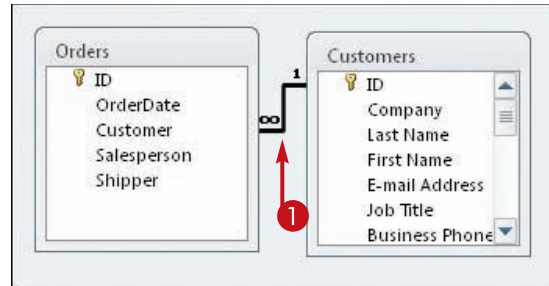 Orders
ID
OrderDate
Customer
Salesperson
Shipper
∞
1
Customers
ID
Company
Last Name
First Name
E-mail Address
Job Title
Business Phone
1